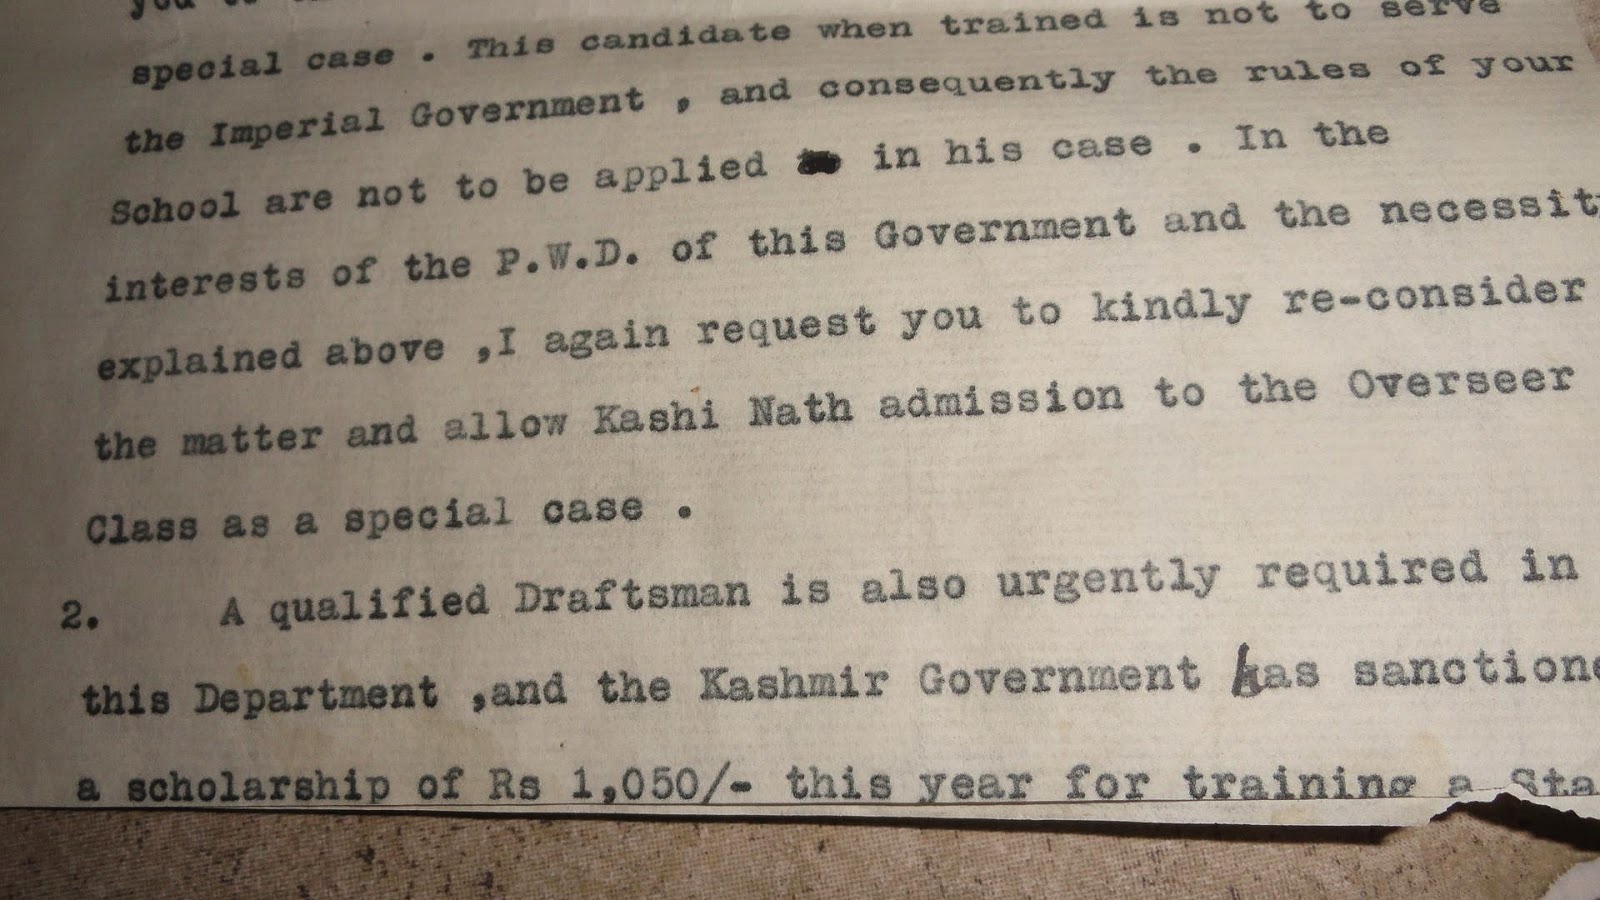 special case . This candidate when trained is not to serve
the Imperial Government , and consequently the rules of your
School are not to be applied in his case . In the
interests of the P.W.D. of this Government and the necessity
explained above ,I again request you to kindly re-consider
the matter and allow Kashi Nath admission to the Overseer
Class as a special case .
2. A qualified Draftsman is also urgently required in
this Department ,and the Kashmir Government has sanctione
a scholarship of Rs 1,050/- this year for training a Sta